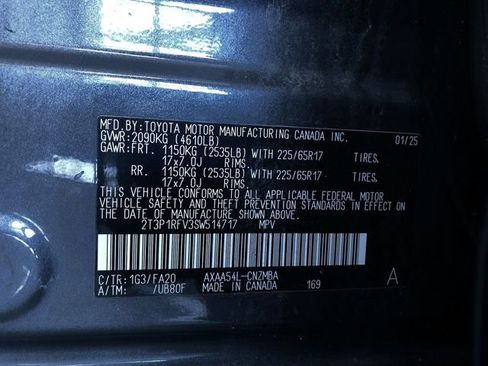 MFD.BY:TOYOTA MOTOR MANUFACTURING CANADA INC. 01/25
GVWR:2090KG (4610LB)
GAWR:FRT. 1150KG (2535LB) WITH 225/65R17 TIRES.
17x7.0J RIMS.
RR. 1150KG (2535LB) WITH 225/65R17 TIRES.
17x7.0J RIMS.
THIS VEHICLE CONFORMS TO ALL APPLICABLE FEDERAL MOTOR
VEHICLE SAFETY AND THEFT PREVENTION STANDARDS IN EFFECT ON
THE DATE OF MANUFACTURE SHOWN ABOVE.
2T3P1RFV3SW514717 MPV
C/TR:1G3/FA20 AXAA54L-CNZMBA A
A/TM: /UB80F MADE IN CANADA 169